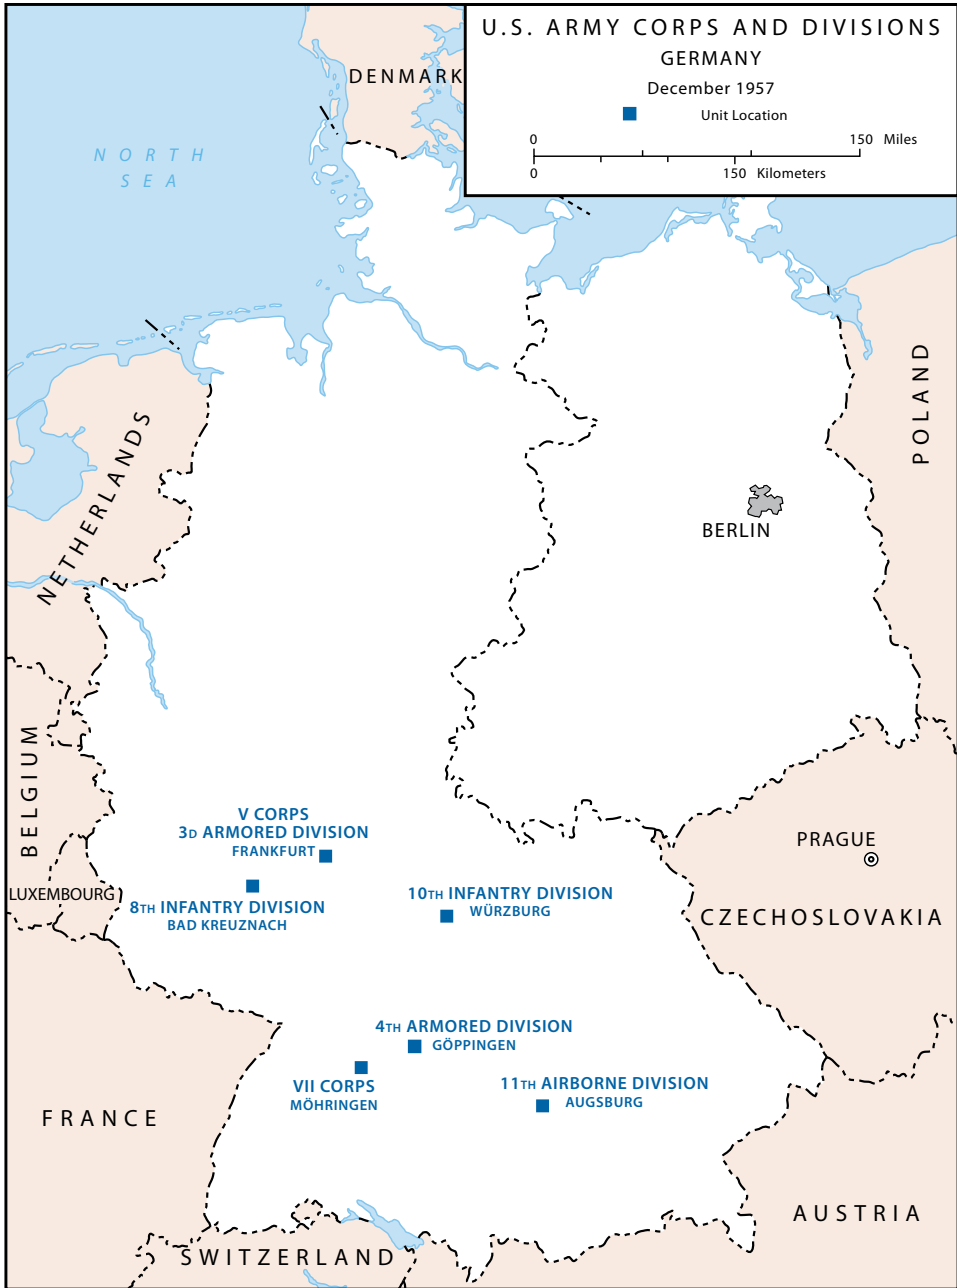 U.S. ARMY CORPS AND DIVISIONS
GERMANY
December 1957
Unit Location
0 150 Miles
0 150 Kilometers
DENMARK
NORTH
SEA
NETHERLANDS
POLAND
BERLIN
BELGIUM
LUXEMBOURG
V CORPS
3D ARMORED DIVISION
FRANKFURT
8TH INFANTRY DIVISION
BAD KREUZNACH
10TH INFANTRY DIVISION
WÜRZBURG
PRAGUE
CZECHOSLOVAKIA
4TH ARMORED DIVISION
GÖPPINGEN
VII CORPS
MÖHRINGEN
11TH AIRBORNE DIVISION
AUGSBURG
FRANCE
SWITZERLAND
AUSTRIA